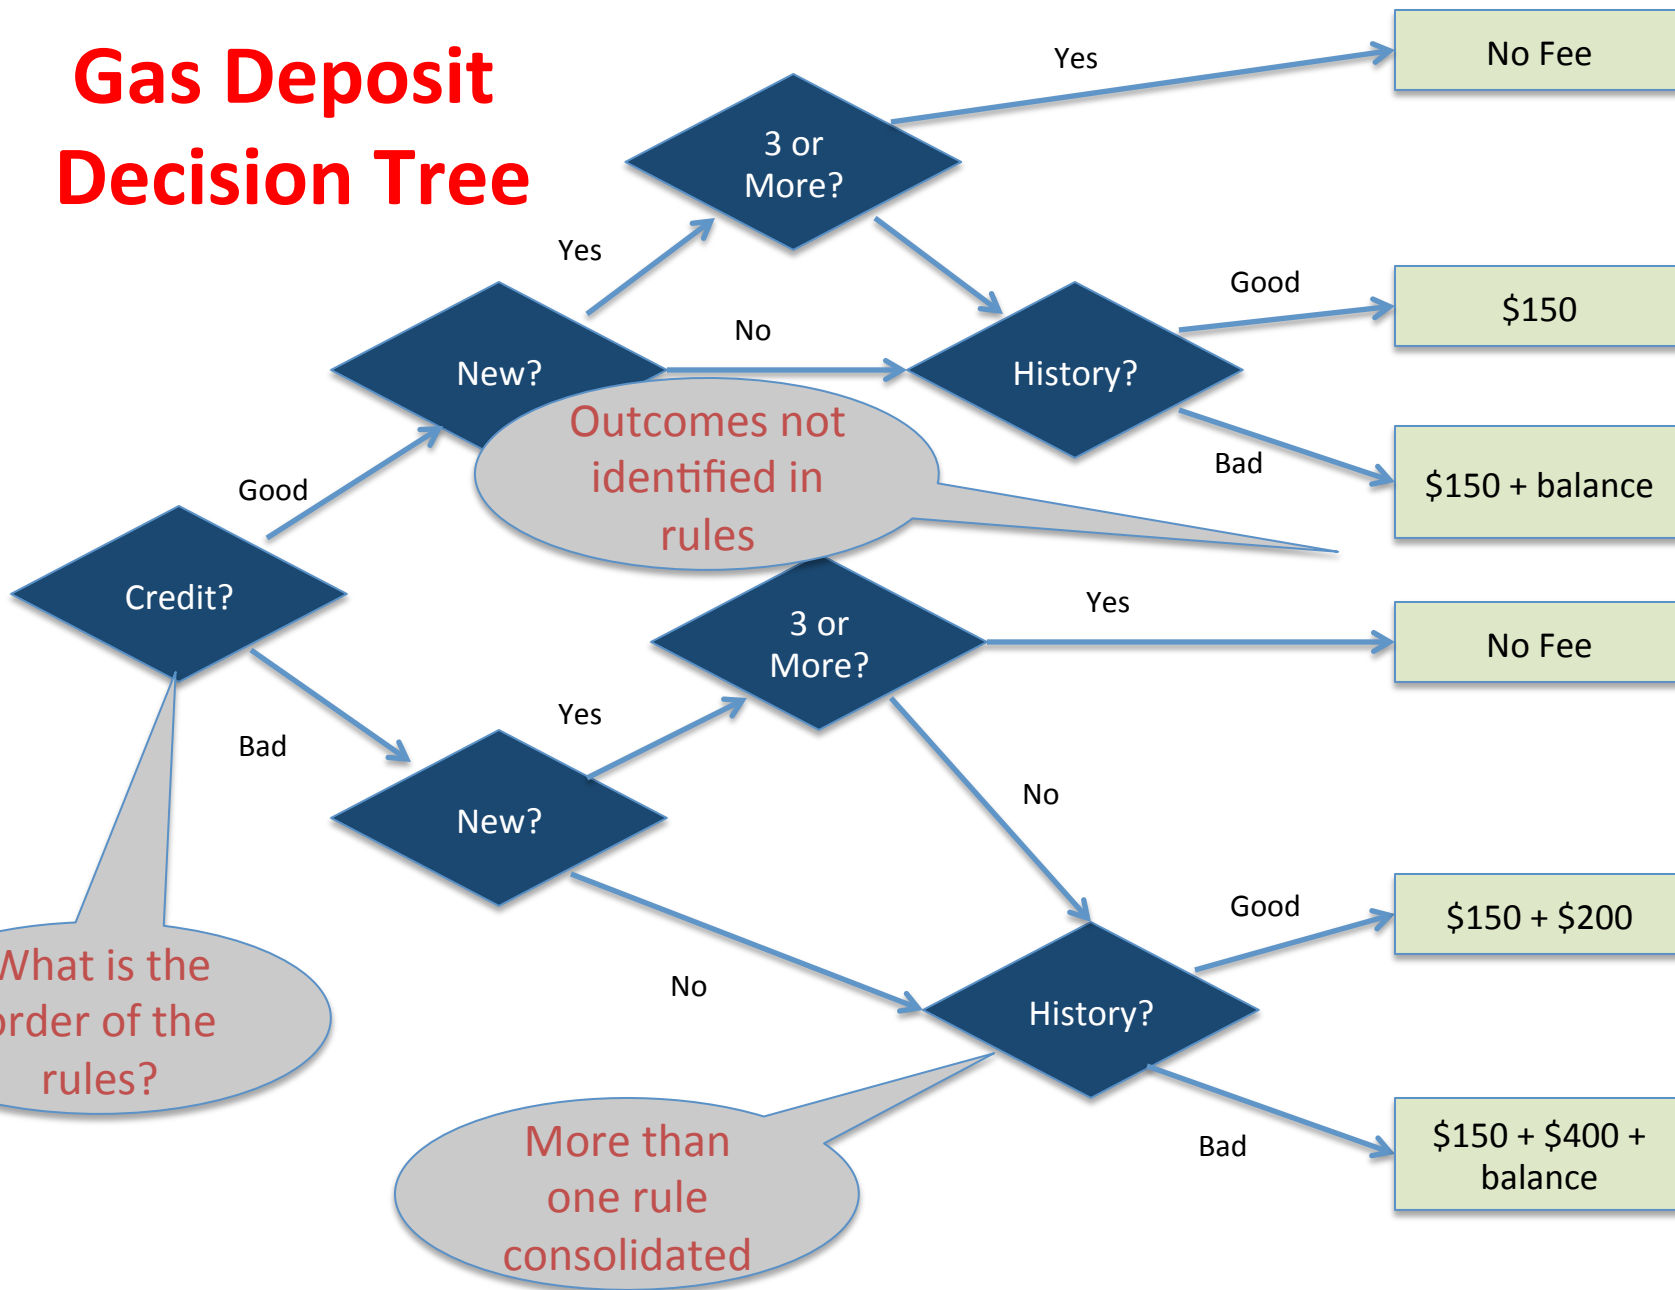 Gas Deposit
Decision Tree
Yes
No Fee
3 or
More?
Yes
New?
No
History?
Good
$150
Bad
$150 + balance
Outcomes not
identified in
rules
Good
Credit?
Bad
3 or
More?
Yes
No Fee
Yes
New?
No
No
History?
Good
$150 + $200
Bad
$150 + $400 +
balance
What is the
order of the
rules?
More than
one rule
consolidated